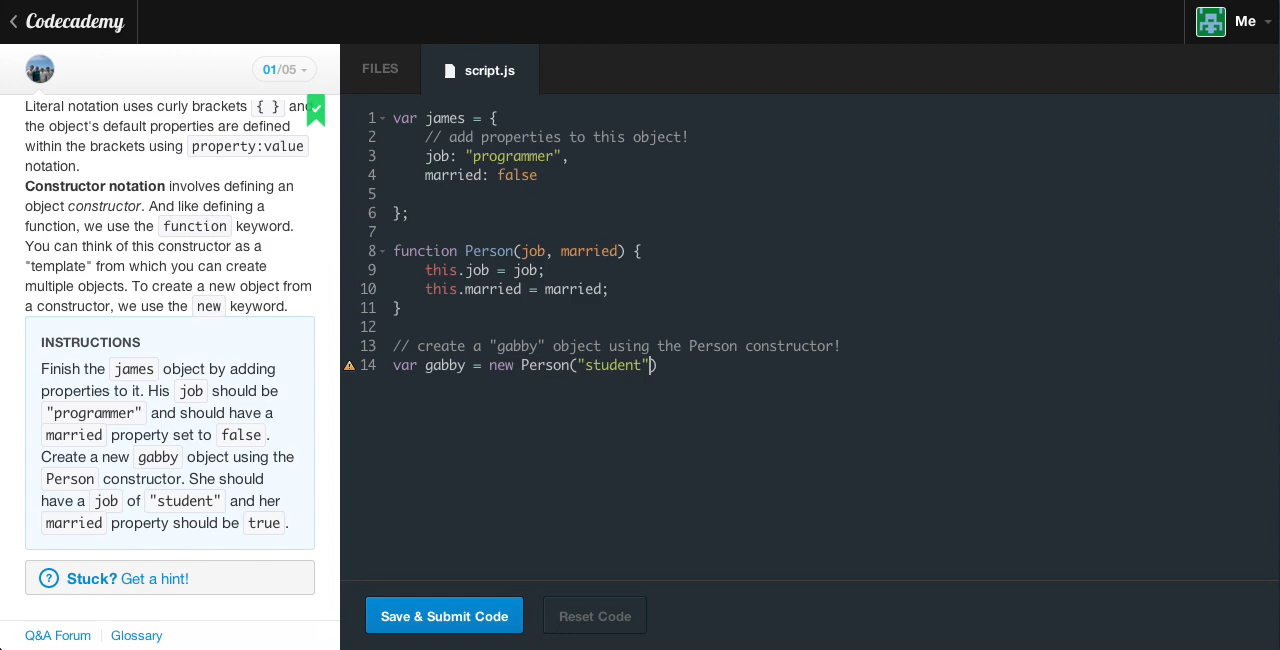 Codecademy
Me
01/05
FILES
script.js
Literal notation uses curly brackets { } and
the object's default properties are defined
within the brackets using property:value
notation.
Constructor notation involves defining an
object constructor. And like defining a
function, we use the function keyword.
You can think of this constructor as a
"template" from which you can create
multiple objects. To create a new object from
a constructor, we use the new keyword.
INSTRUCTIONS
Finish the james object by adding
properties to it. His job should be
"programmer" and should have a
married property set to false.
Create a new gabby object using the
Person constructor. She should
have a job of "student" and her
married property should be true.
? Stuck? Get a hint!
Q&A Forum
Glossary
1 var james = {
2 // add properties to this object!
3 job: "programmer",
4 married: false
5
6 };
7
8 function Person(job, married) {
9 this.job = job;
10 this.married = married;
11 }
12
13 // create a "gabby" object using the Person constructor!
14 var gabby = new Person("student")
Save & Submit Code
Reset Code